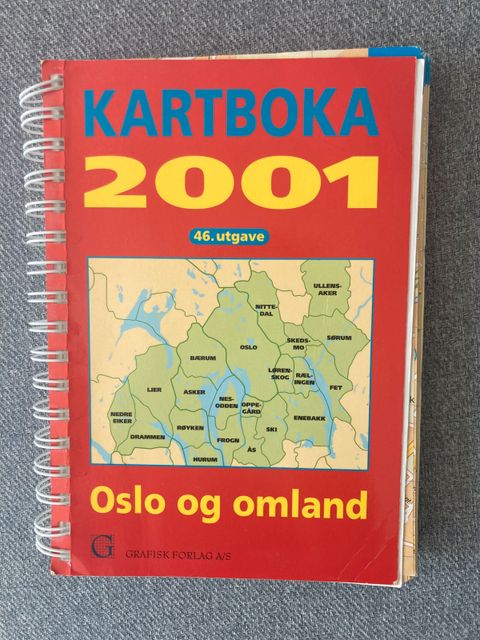 KARTBOKA
2001
46. utgave
ULLENS-
AKER
NITTE-
DAL
OSLO
SKEDS-
MO
SØRUM
BÆRUM
LØREN-
SKOG
RÆL-
INGEN
LIER
ASKER
NES-
ODDEN
OPPE-
GÅRD
FET
NEDRE
EIKER
ENEBAKK
DRAMMEN
RØYKEN
FROGN
SKI
ÅS
HURUM
Oslo og omland
G
GRAFISK FORLAG A/S